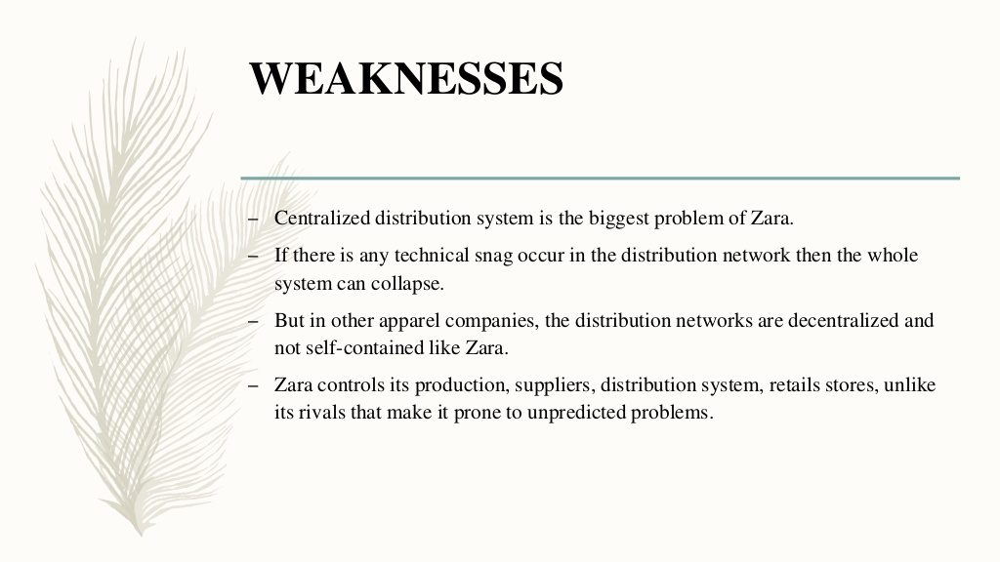 WEAKNESSES
– Centralized distribution system is the biggest problem of Zara.
– If there is any technical snag occur in the distribution network then the whole
system can collapse.
– But in other apparel companies, the distribution networks are decentralized and
not self-contained like Zara.
– Zara controls its production, suppliers, distribution system, retails stores, unlike
its rivals that make it prone to unpredicted problems.